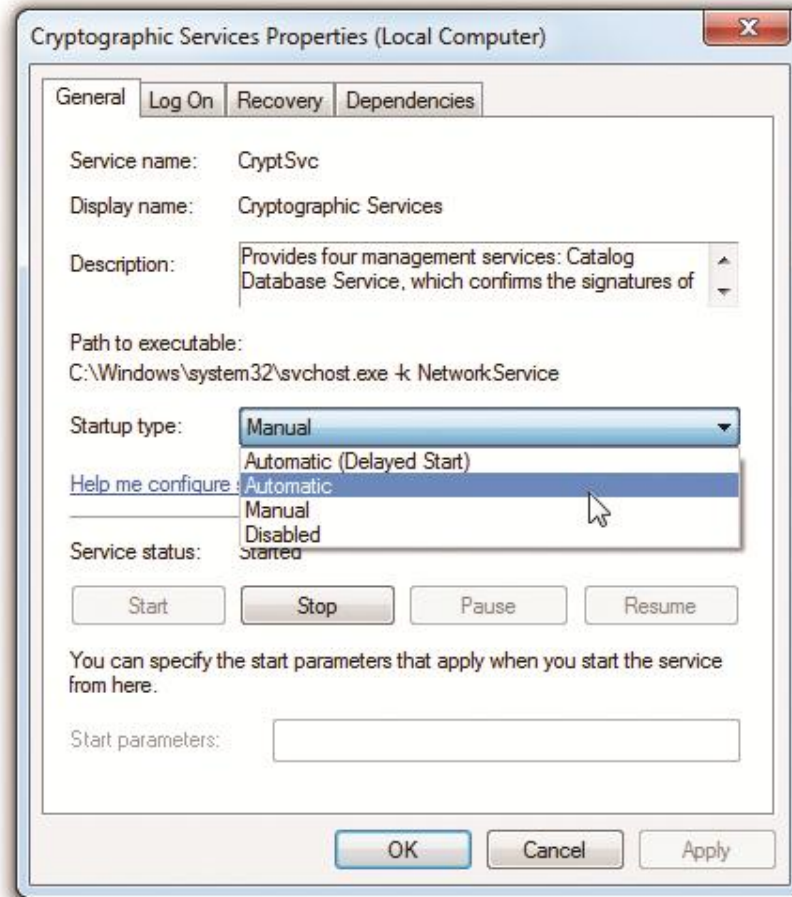 Cryptographic Services Properties (Local Computer)
General Log On Recovery Dependencies
Service name: CryptSvc
Display name: Cryptographic Services
Description: Provides four management services: Catalog
Database Service, which confirms the signatures of
Path to executable:
C:\Windows\system32\svchost.exe -k NetworkService
Startup type: Manual
Automatic (Delayed Start)
Help me configure Automatic
Manual
Disabled
Service status: Started
Start Stop Pause Resume
You can specify the start parameters that apply when you start the service
from here.
Start parameters:
OK Cancel Apply